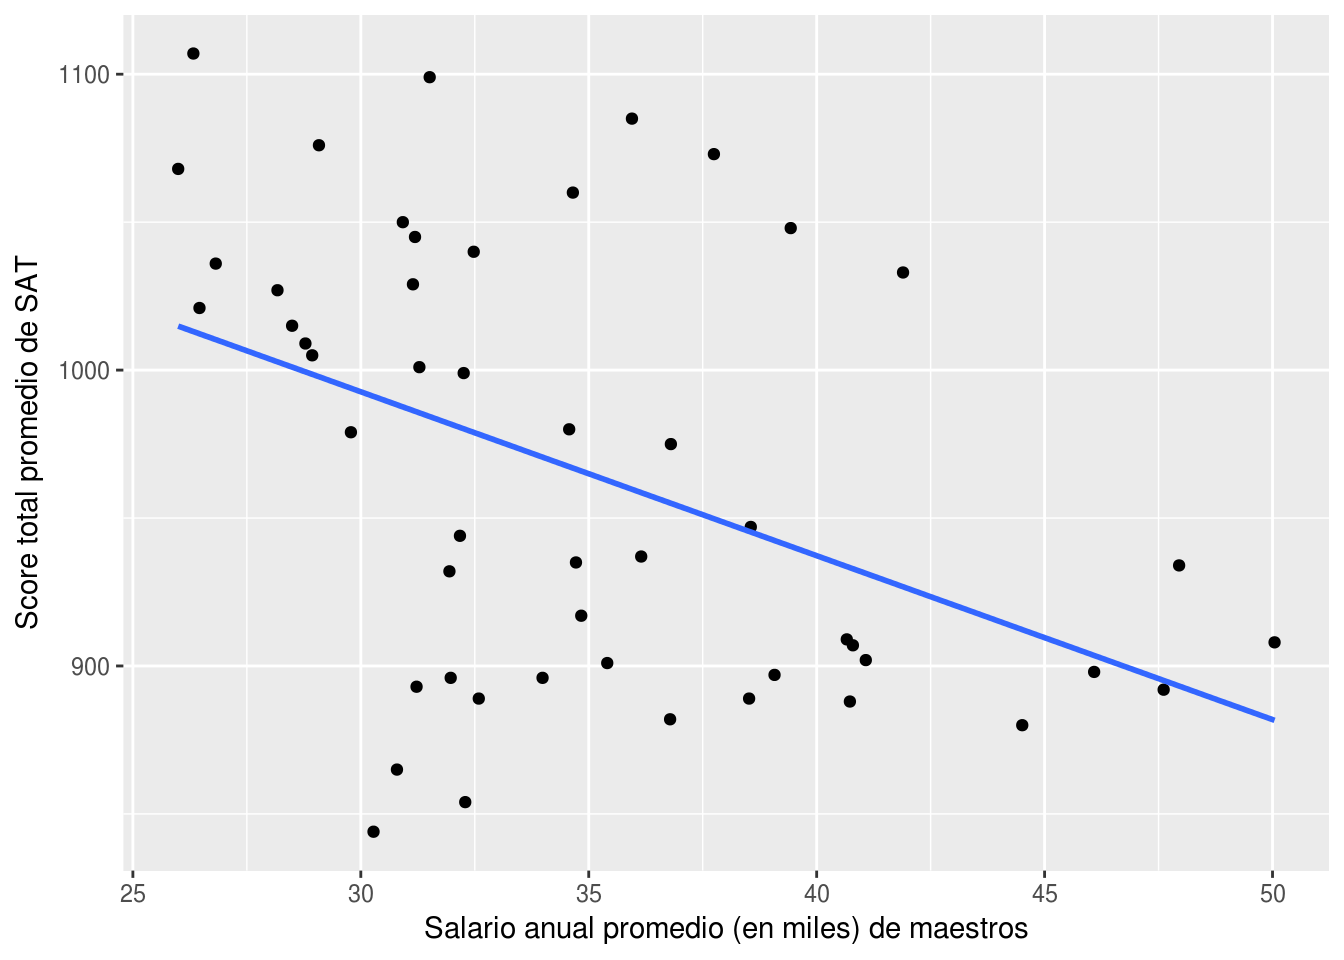 Score total promedio de SAT
1100
1000
900
25 30 35 40 45 50
Salario anual promedio (en miles) de maestros